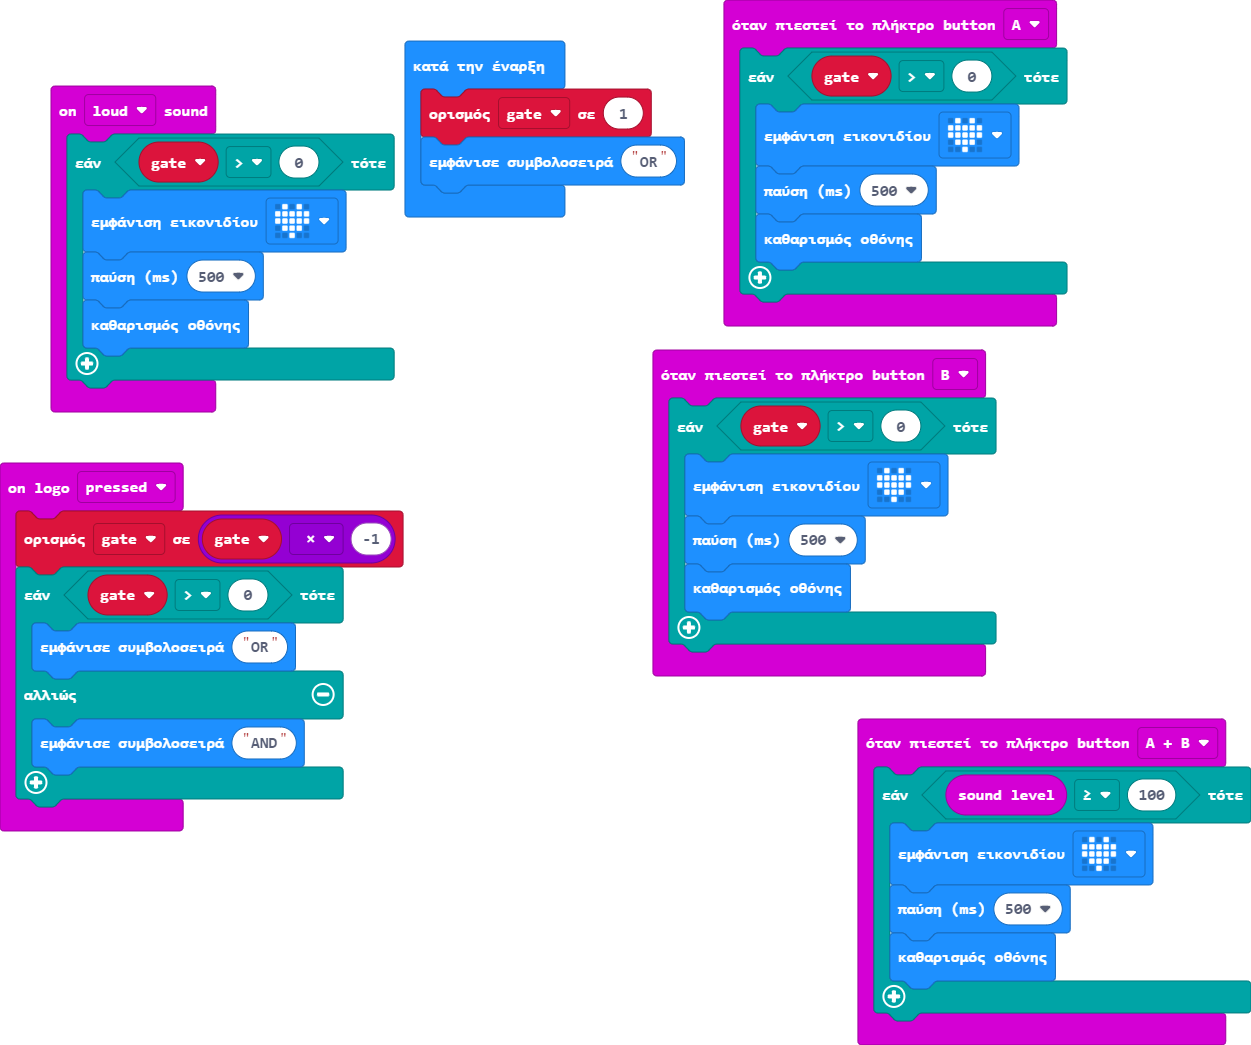 on loud sound
εάν gate > 0 τότε
εμφάνιση εικονιδίου
παύση (ms) 500
καθαρισμός οθόνης
κατά την έναρξη
ορισμός gate σε 1
εμφάνισε συμβολοσειρά "OR"
όταν πιεστεί το πλήκτρο button A
εάν gate > 0 τότε
εμφάνιση εικονιδίου
παύση (ms) 500
καθαρισμός οθόνης
όταν πιεστεί το πλήκτρο button B
εάν gate > 0 τότε
εμφάνιση εικονιδίου
παύση (ms) 500
καθαρισμός οθόνης
on logo pressed
ορισμός gate σε gate × -1
εάν gate > 0 τότε
εμφάνισε συμβολοσειρά "OR"
αλλιώς
εμφάνισε συμβολοσειρά "AND"
όταν πιεστεί το πλήκτρο button A + B
εάν sound level ≥ 100 τότε
εμφάνιση εικονιδίου
παύση (ms) 500
καθαρισμός οθόνης